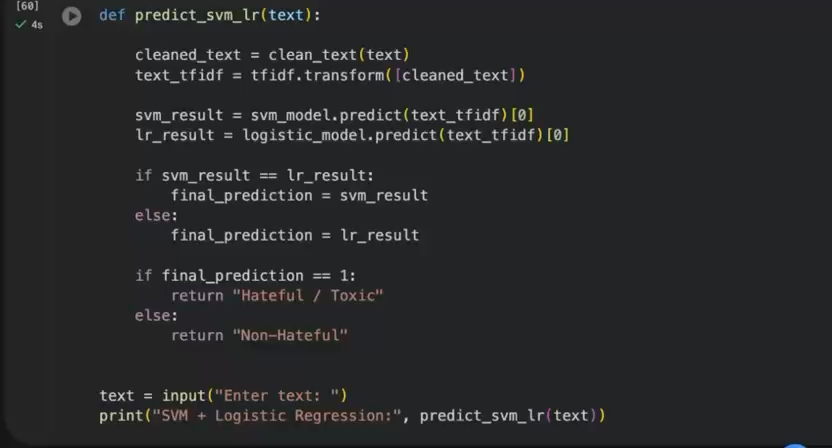 [60]
4s
def predict_svm_lr(text):
    cleaned_text = clean_text(text)
    text_tfidf = tfidf.transform([cleaned_text])
    svm_result = svm_model.predict(text_tfidf)[0]
    lr_result = logistic_model.predict(text_tfidf)[0]
    if svm_result == lr_result:
        final_prediction = svm_result
    else:
        final_prediction = lr_result
    if final_prediction == 1:
        return "Hateful / Toxic"
    else:
        return "Non-Hateful"
text = input("Enter text: ")
print("SVM + Logistic Regression:", predict_svm_lr(text))